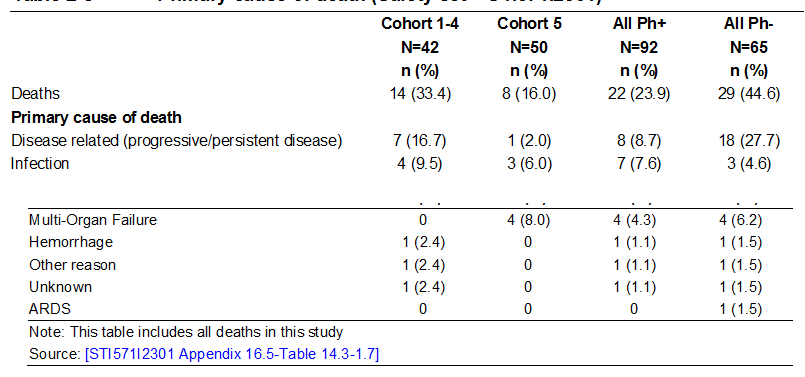 Cohort 1-4 Cohort 5 All Ph+ All Ph-
N=42 N=50 N=92 N=65
n (%) n (%) n (%) n (%)
Deaths 14 (33.4) 8 (16.0) 22 (23.9) 29 (44.6)
Primary cause of death
Disease related (progressive/persistent disease) 7 (16.7) 1 (2.0) 8 (8.7) 18 (27.7)
Infection 4 (9.5) 3 (6.0) 7 (7.6) 3 (4.6)
Multi-Organ Failure 0 4 (8.0) 4 (4.3) 4 (6.2)
Hemorrhage 1 (2.4) 0 1 (1.1) 1 (1.5)
Other reason 1 (2.4) 0 1 (1.1) 1 (1.5)
Unknown 1 (2.4) 0 1 (1.1) 1 (1.5)
ARDS 0 0 0 1 (1.5)
Note: This table includes all deaths in this study
Source: [STI571I2301 Appendix 16.5-Table 14.3-1.7]